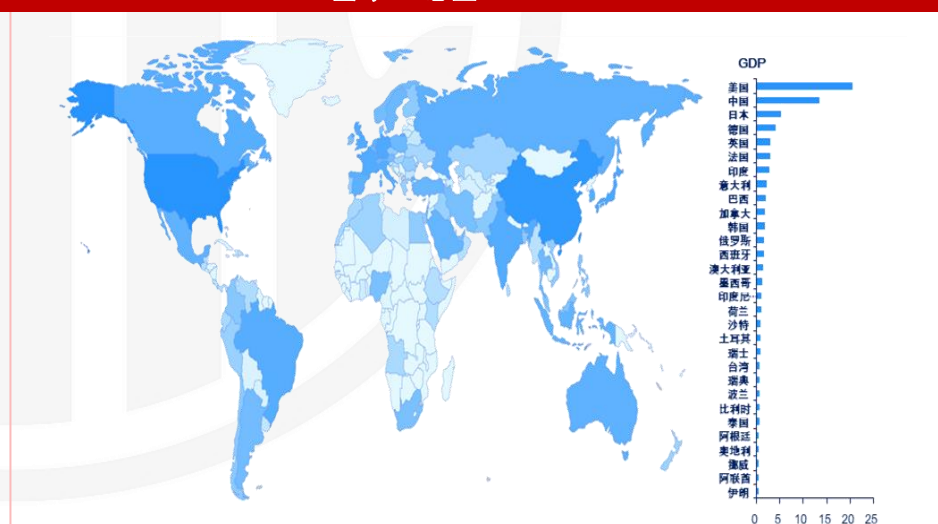 GDP
美国
中国
日本
德国
英国
法国
印度
意大利
巴西
加拿大
韩国
俄罗斯
西班牙
澳大利亚
墨西哥
印度尼…
荷兰
沙特
土耳其
瑞士
台湾
瑞典
波兰
比利时
泰国
阿根廷
奥地利
挪威
阿联酋
伊朗
0 5 10 15 20 25